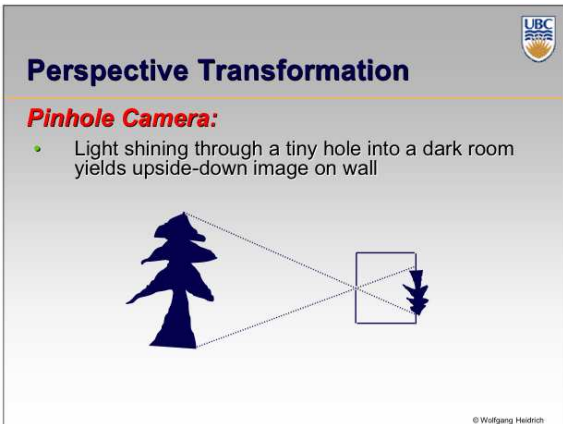 UBC
Perspective Transformation
Pinhole Camera:
• Light shining through a tiny hole into a dark room
yields upside-down image on wall
© Wolfgang Heidrich